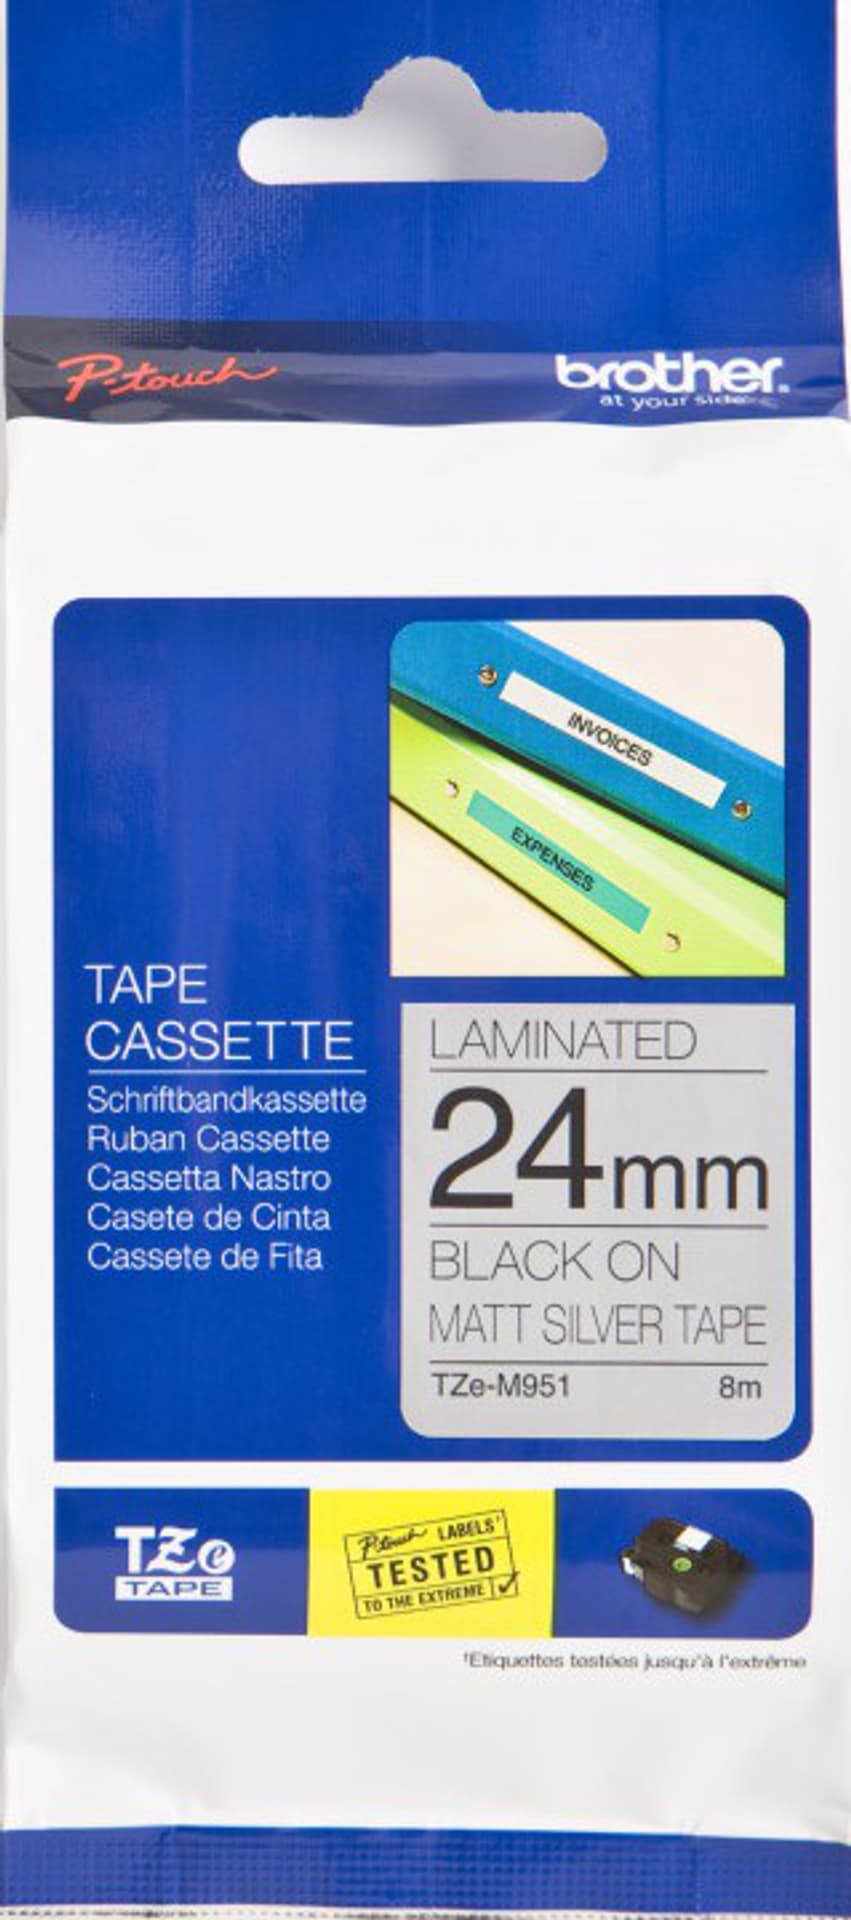 P-touch
brother
at your side
INVOICES
EXPENSES
TAPE
CASSETTE
Schriftbandkassette
Ruban Cassette
Cassetta Nastro
Casete de Cinta
Cassete de Fita
LAMINATED
24mm
BLACK ON
MATT SILVER TAPE
TZe-M951 8m
TZe
TAPE
P-touch LABELS†
TESTED
TO THE EXTREME ✓
†Etiquettes testées jusqu'à l'extrême